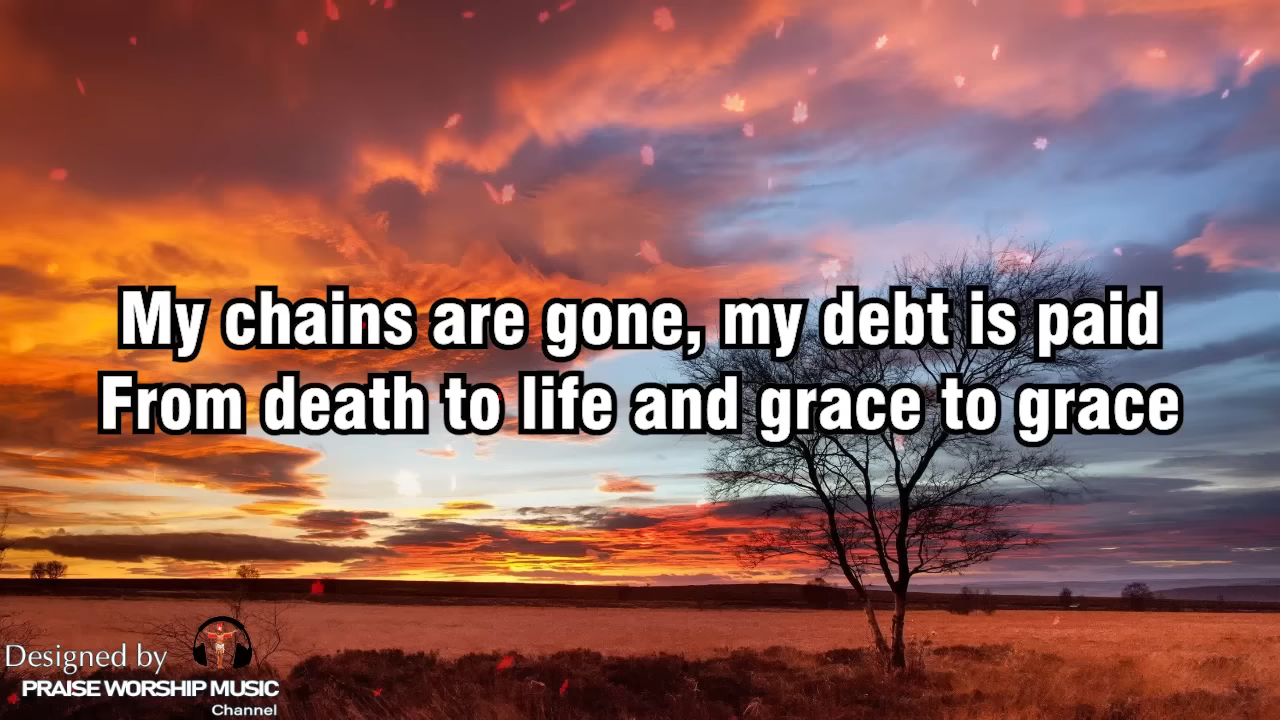 My chains are gone, my debt is paid
From death to life and grace to grace
Designed by
PRAISE WORSHIP MUSIC
Channel